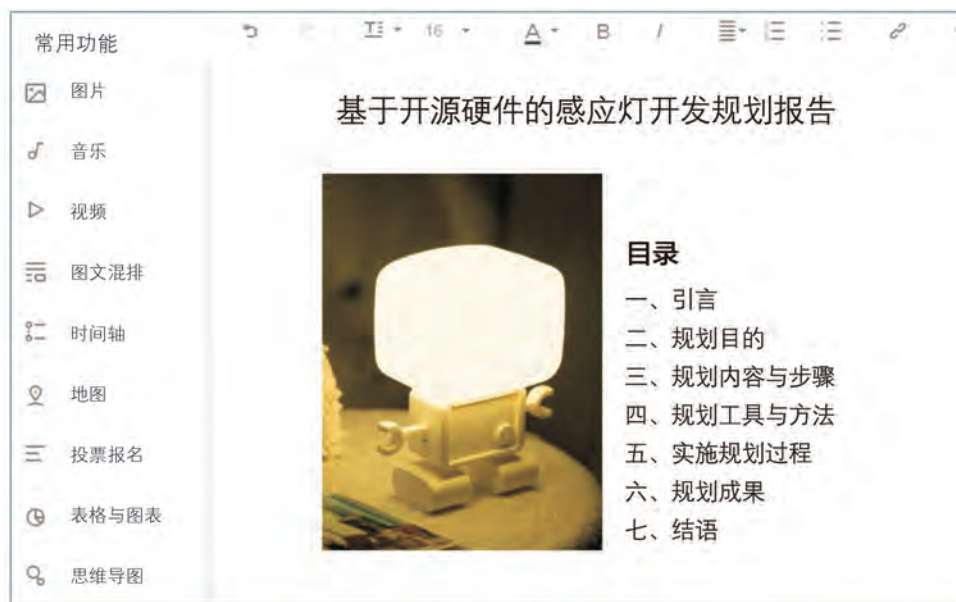 常用功能
图片
音乐
视频
图文混排
时间轴
地图
投票报名
表格与图表
思维导图
16
A
B
I
基于开源硬件的感应灯开发规划报告
目录
一、引言
二、规划目的
三、规划内容与步骤
四、规划工具与方法
五、实施规划过程
六、规划成果
七、结语